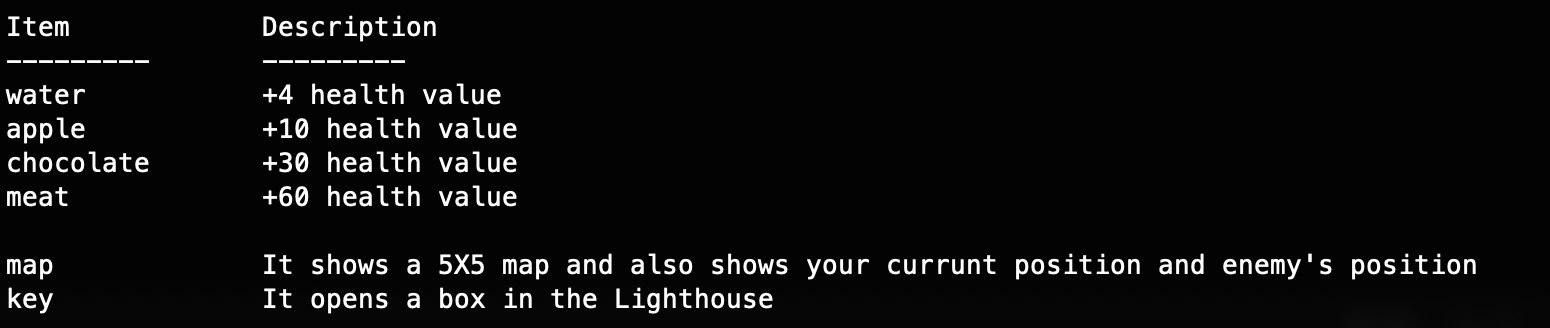 Item Description
--------- ---------
water +4 health value
apple +10 health value
chocolate +30 health value
meat +60 health value
map It shows a 5X5 map and also shows your currunt position and enemy's position
key It opens a box in the Lighthouse